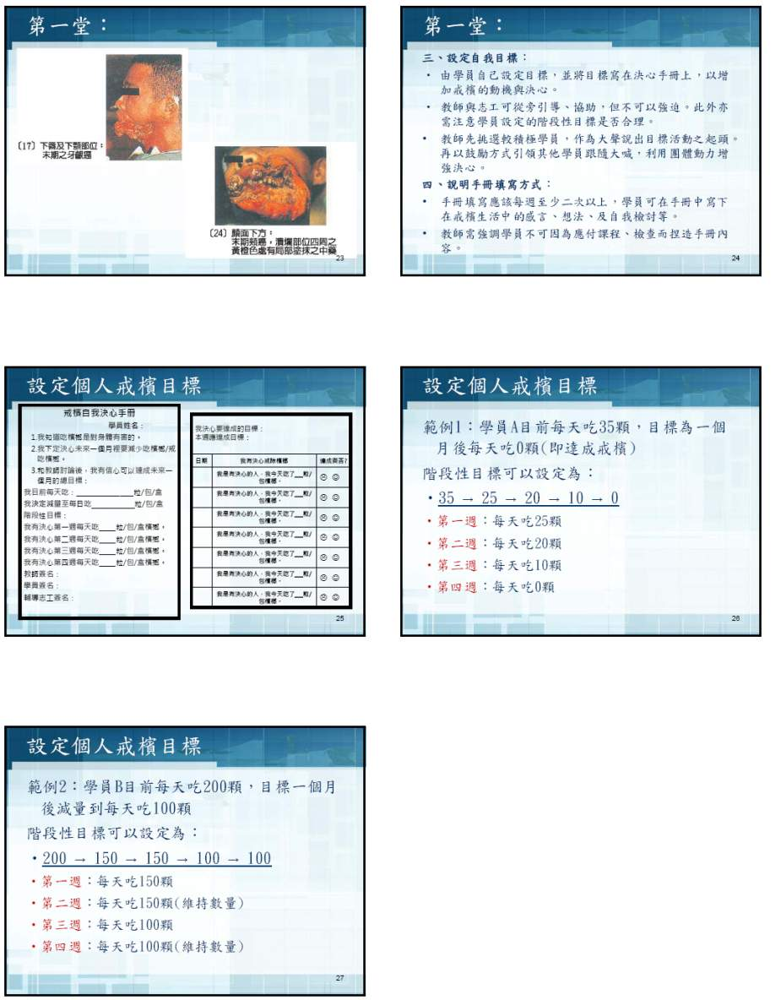 第一堂：
〔17〕下脣及下顎部位：
末期之牙齦癌
〔24〕顏面下方：
末期頰癌，潰爛部位四周之
黃橙色處有局部塗抹之中藥
23
第一堂：
三、設定自我目標：
• 由學員自己設定目標，並將目標寫在決心手冊上，以增
加戒檳的動機與決心。
• 教師與志工可從旁引導、協助，但不可以強迫。此外亦
需注意學員設定的階段性目標是否合理。
• 教師先挑選較積極學員，作為大聲說出目標活動之起頭。
再以鼓勵方式引領其他學員跟隨大喊，利用團體動力增
強決心。
四、說明手冊填寫方式：
• 手冊填寫應該每週至少二次以上，學員可在手冊中寫下
在戒檳生活中的感言、想法、及自我檢討等。
• 教師需強調學員不可因為應付課程、檢查而捏造手冊內
容。
24
設定個人戒檳目標
戒檳自我決心手冊
學員姓名：
1.我知道吃檳榔是對身體有害的。
2.我下定決心未來一個月裡要減少吃檳榔/戒
吃檳榔。
3.和教師討論後，我有信心可以達成未來一
個月的總目標：
我目前每天吃：______________粒/包/盒
我決定減量至每日吃__________粒/包/盒
階段性目標：
我有決心第一週每天吃____粒/包/盒檳榔。
我有決心第二週每天吃____粒/包/盒檳榔。
我有決心第三週每天吃____粒/包/盒檳榔。
我有決心第四週每天吃____粒/包/盒檳榔。
教師簽名：
學員簽名：
輔導志工簽名：
我決心要達成的目標：
本週應達成目標：
日期 我有決心戒除檳榔 達成與否?
我是有決心的人，我今天吃了__粒/
包檳榔。 ☹ ☺
我是有決心的人，我今天吃了__粒/
包檳榔。 ☹ ☺
我是有決心的人，我今天吃了__粒/
包檳榔。 ☹ ☺
我是有決心的人，我今天吃了__粒/
包檳榔。 ☹ ☺
我是有決心的人，我今天吃了__粒/
包檳榔。 ☹ ☺
我是有決心的人，我今天吃了__粒/
包檳榔。 ☹ ☺
我是有決心的人，我今天吃了__粒/
包檳榔。 ☹ ☺
25
設定個人戒檳目標
範例1：學員A目前每天吃35顆，目標為一個
月後每天吃0顆(即達成戒檳)
階段性目標可以設定為：
• 35 → 25 → 20 → 10 → 0
• 第一週：每天吃25顆
• 第二週：每天吃20顆
• 第三週：每天吃10顆
• 第四週：每天吃0顆
26
設定個人戒檳目標
範例2：學員B目前每天吃200顆，目標一個月
後減量到每天吃100顆
階段性目標可以設定為：
• 200 → 150 → 150 → 100 → 100
• 第一週：每天吃150顆
• 第二週：每天吃150顆(維持數量)
• 第三週：每天吃100顆
• 第四週：每天吃100顆(維持數量)
27